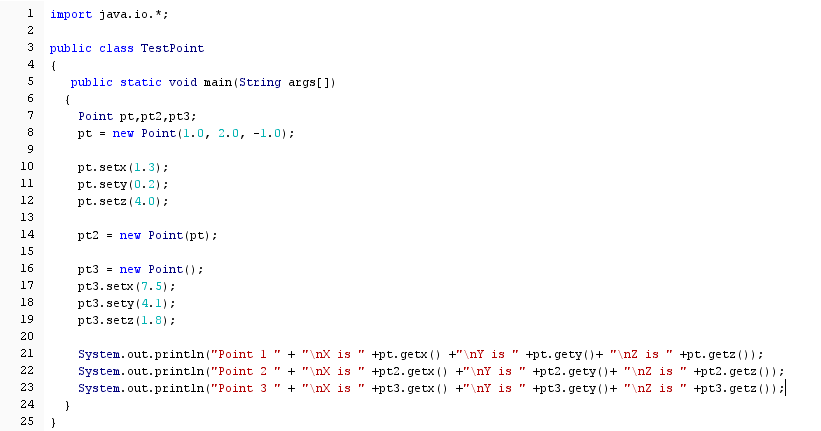 1 import java.io.*;
2
3 public class TestPoint
4 {
5 public static void main(String args[])
6 {
7 Point pt,pt2,pt3;
8 pt = new Point(1.0, 2.0, -1.0);
9
10 pt.setx(1.3);
11 pt.sety(0.2);
12 pt.setz(4.0);
13
14 pt2 = new Point(pt);
15
16 pt3 = new Point();
17 pt3.setx(7.5);
18 pt3.sety(4.1);
19 pt3.setz(1.8);
20
21 System.out.println("Point 1 " + "\nX is " +pt.getx() +"\nY is " +pt.gety()+ "\nZ is " +pt.getz());
22 System.out.println("Point 2 " + "\nX is " +pt2.getx() +"\nY is " +pt2.gety()+ "\nZ is " +pt2.getz());
23 System.out.println("Point 3 " + "\nX is " +pt3.getx() +"\nY is " +pt3.gety()+ "\nZ is " +pt3.getz());
24 }
25 }